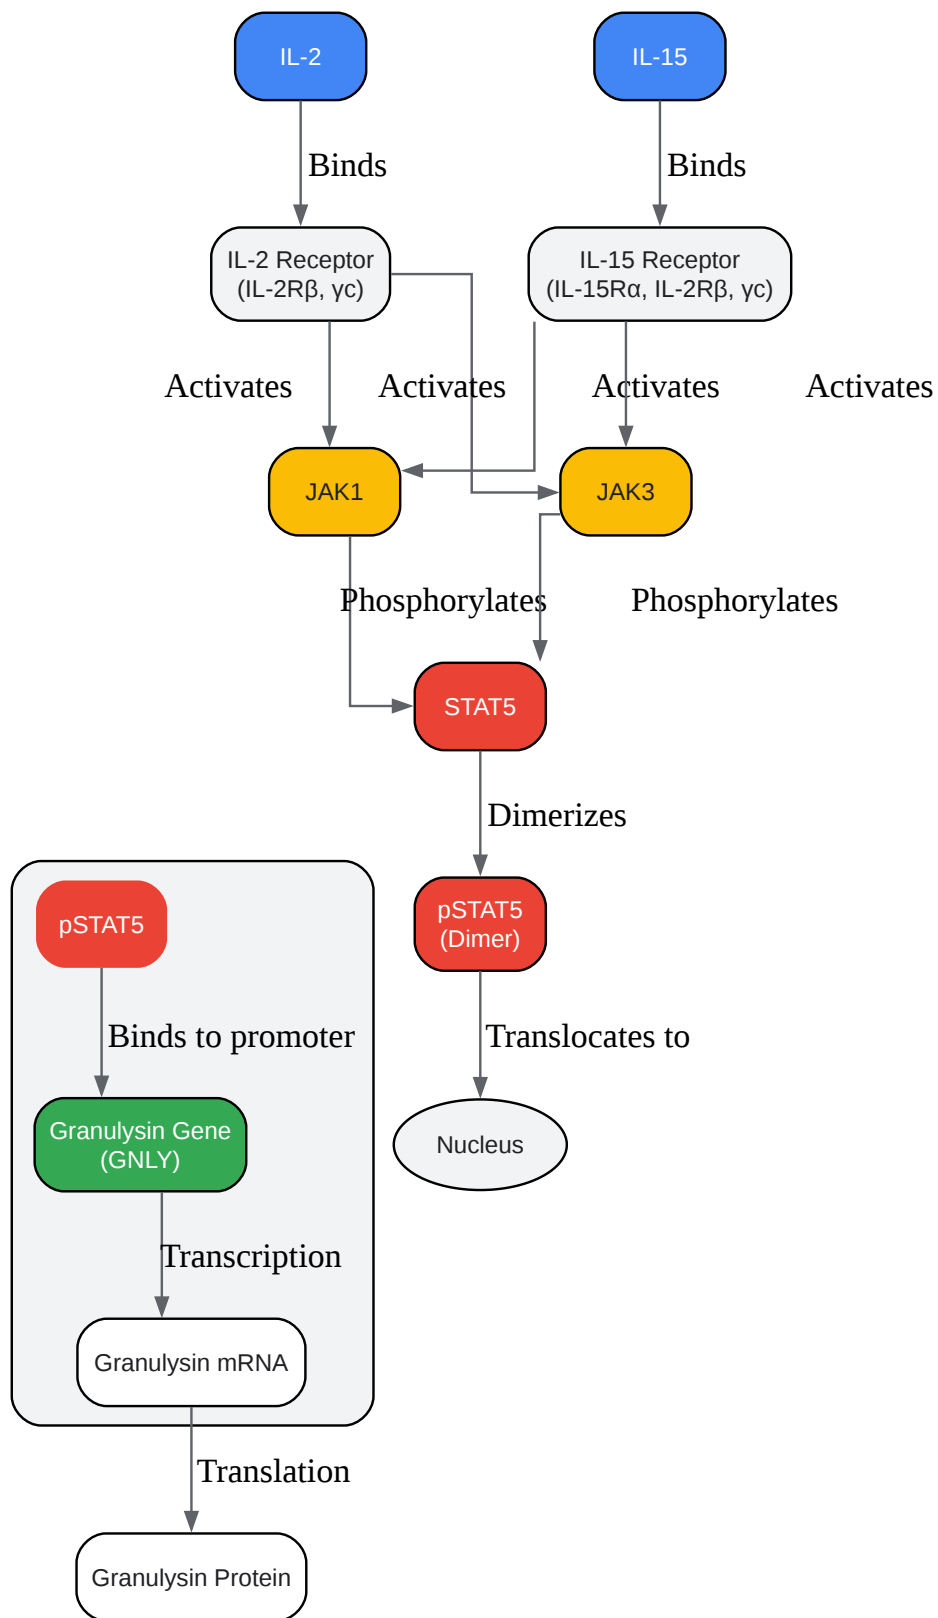 IL-2
IL-15
Binds
Binds
IL-2 Receptor
(IL-2Rβ, γc)
IL-15 Receptor
(IL-15Rα, IL-2Rβ, γc)
Activates
Activates
Activates
Activates
JAK1
JAK3
Phosphorylates
Phosphorylates
STAT5
Dimerizes
pSTAT5
(Dimer)
Translocates to
Nucleus
pSTAT5
Binds to promoter
Granulysin Gene
(GNLY)
Transcription
Granulysin mRNA
Translation
Granulysin Protein